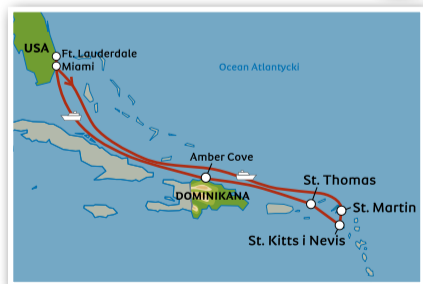 USA
Ft. Lauderdale
Miami
Ocean Atlantycki
Amber Cove
DOMINIKANA
St. Thomas
St. Martin
St. Kitts i Nevis